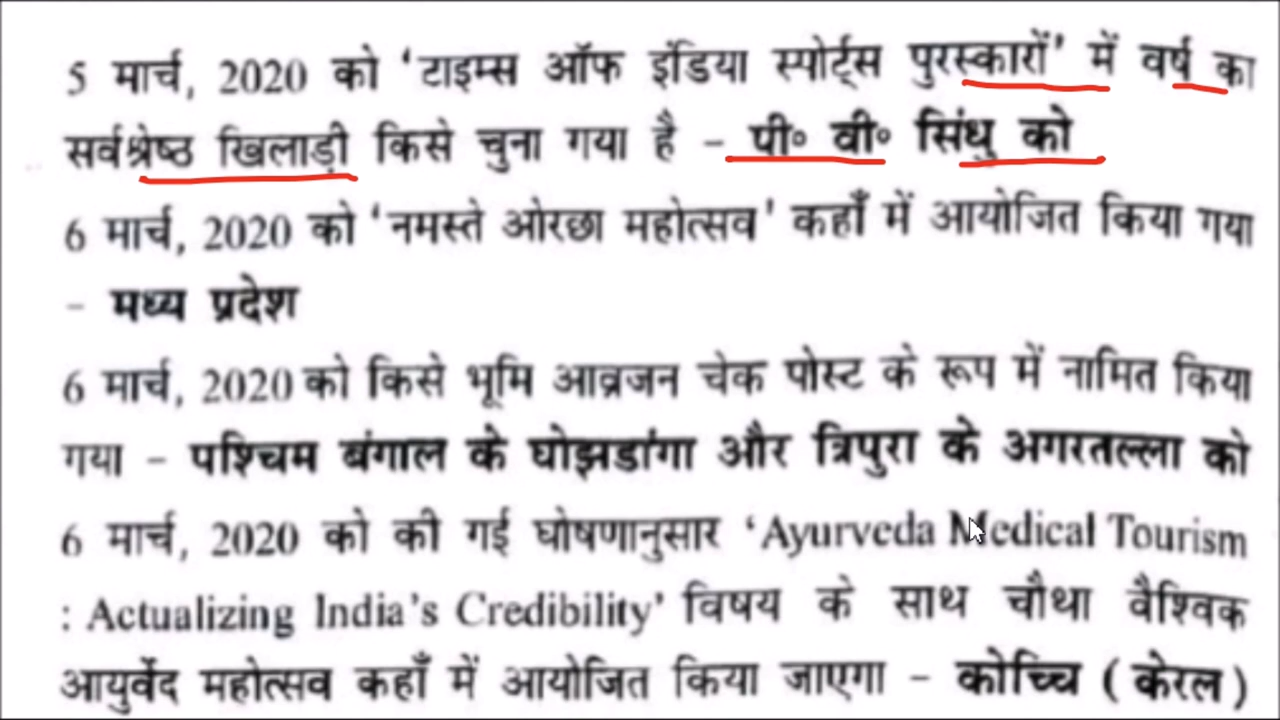 5 मार्च, 2020 को ‘टाइम्स ऑफ इंडिया स्पोर्ट्स पुरस्कारों’ में वर्ष का
सर्वश्रेष्ठ खिलाड़ी किसे चुना गया है – पी॰ वी॰ सिंधु को
6 मार्च, 2020 को ‘नमस्ते ओरछा महोत्सव’ कहाँ में आयोजित किया गया
– मध्य प्रदेश
6 मार्च, 2020 को किसे भूमि आव्रजन चेक पोस्ट के रूप में नामित किया
गया – पश्चिम बंगाल के घोझडांगा और त्रिपुरा के अगरतल्ला को
6 मार्च, 2020 को की गई घोषणानुसार ‘Ayurveda Medical Tourism
: Actualizing India’s Credibility’ विषय के साथ चौथा वैश्विक
आयुर्वेद महोत्सव कहाँ में आयोजित किया जाएगा – कोच्चि (केरल)